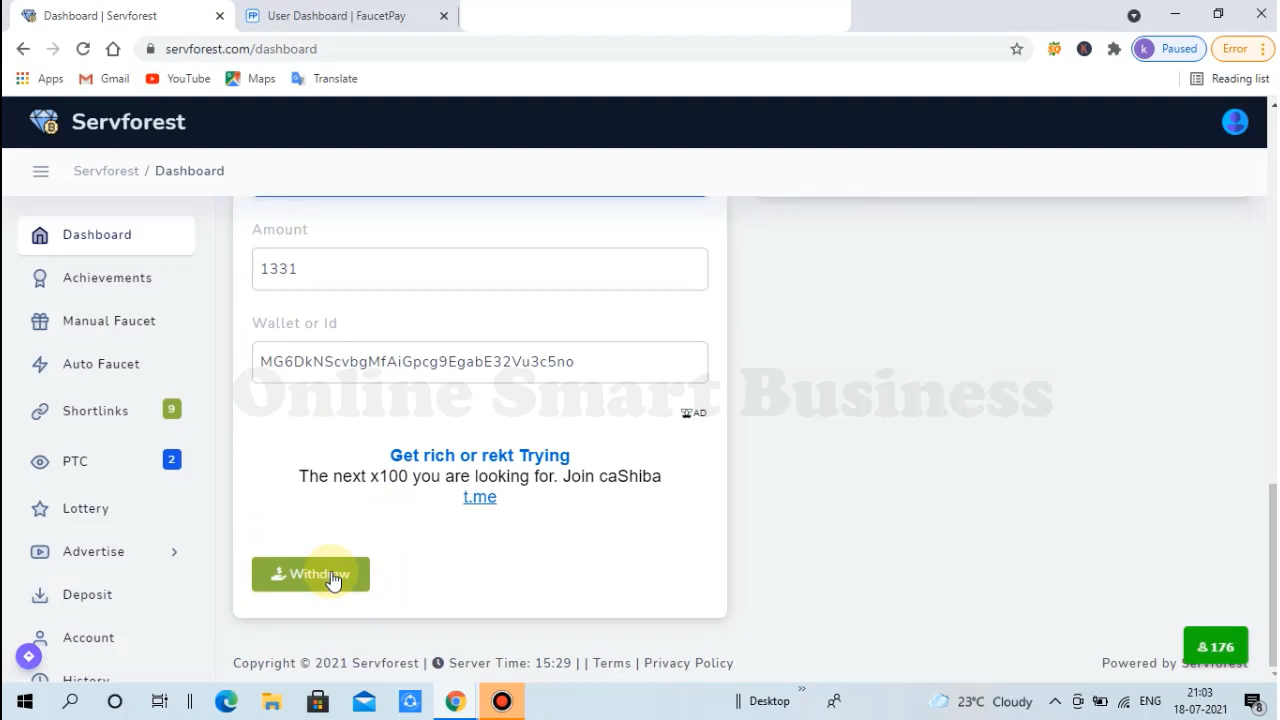 Dashboard | Servforest
User Dashboard | FaucetPay
servforest.com/dashboard
k Paused
Error
Apps
Gmail
YouTube
Maps
Translate
Reading list
Servforest
Servforest / Dashboard
Dashboard
Achievements
Manual Faucet
Auto Faucet
Shortlinks 9
PTC 2
Lottery
Advertise
Deposit
Account
History
Amount
1331
Wallet or Id
MG6DkNScvbgMfAiGpcg9EgabE32Vu3c5no
Online Smart Business
AD
Get rich or rekt Trying
The next x100 you are looking for. Join caShiba
t.me
Withdraw
176
Copyright © 2021 Servforest | Server Time: 15:29 | | Terms | Privacy Policy
Powered by Servforest
Desktop
23°C Cloudy
ENG
21:03
18-07-2021
8